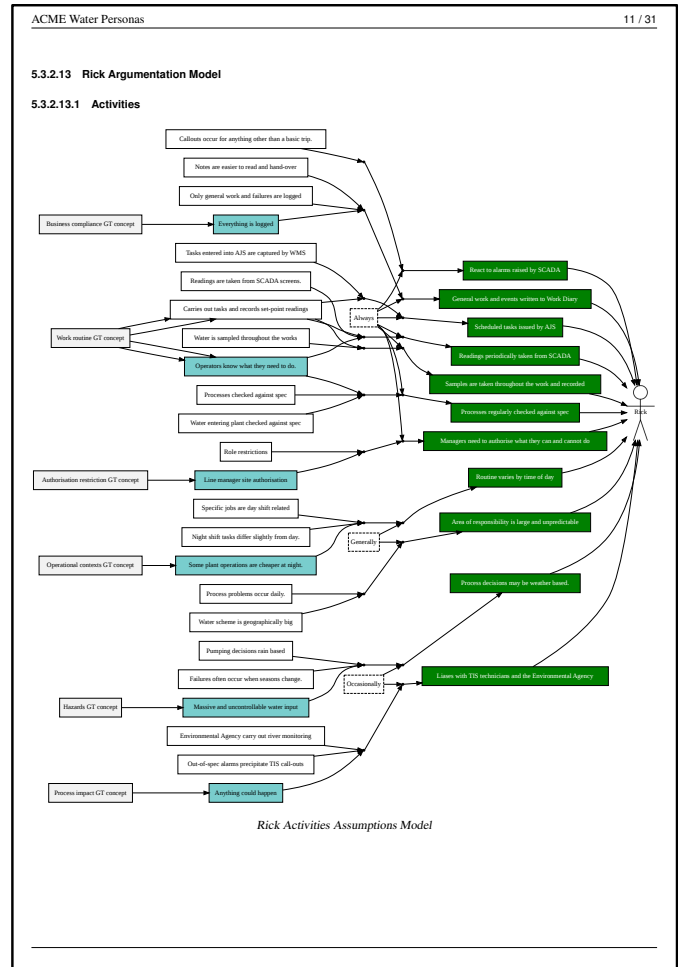 ACME Water Personas
11 / 31
5.3.2.13 Rick Argumentation Model
5.3.2.13.1 Activities
Callouts occur for anything other than a basic trip.
Notes are easier to read and hand-over
Only general work and failures are logged
Business compliance GT concept
Everything is logged
Tasks entered into AJS are captured by WMS
React to alarms raised by SCADA
Readings are taken from SCADA screens.
General work and events written to Work Diary
Carries out tasks and records set-point readings
Always
Scheduled tasks issued by AJS
Work routine GT concept
Water is sampled throughout the works
Readings periodically taken from SCADA
Operators know what they need to do.
Samples are taken throughout the work and recorded
Processes checked against spec
Processes regularly checked against spec
Rick
Water entering plant checked against spec
Managers need to authorise what they can and cannot do
Role restrictions
Authorisation restriction GT concept
Line manager site authorisation
Routine varies by time of day
Specific jobs are day shift related
Area of responsibility is large and unpredictable
Night shift tasks differ slightly from day.
Generally
Operational contexts GT concept
Some plant operations are cheaper at night.
Process decisions may be weather based.
Process problems occur daily.
Water scheme is geographically big
Pumping decisions rain based
Failures often occur when seasons change.
Occasionally
Liases with TIS technicians and the Environmental Agency
Hazards GT concept
Massive and uncontrollable water input
Environmental Agency carry out river monitoring
Out-of-spec alarms precipitate TIS call-outs
Process impact GT concept
Anything could happen
Rick Activities Assumptions Model